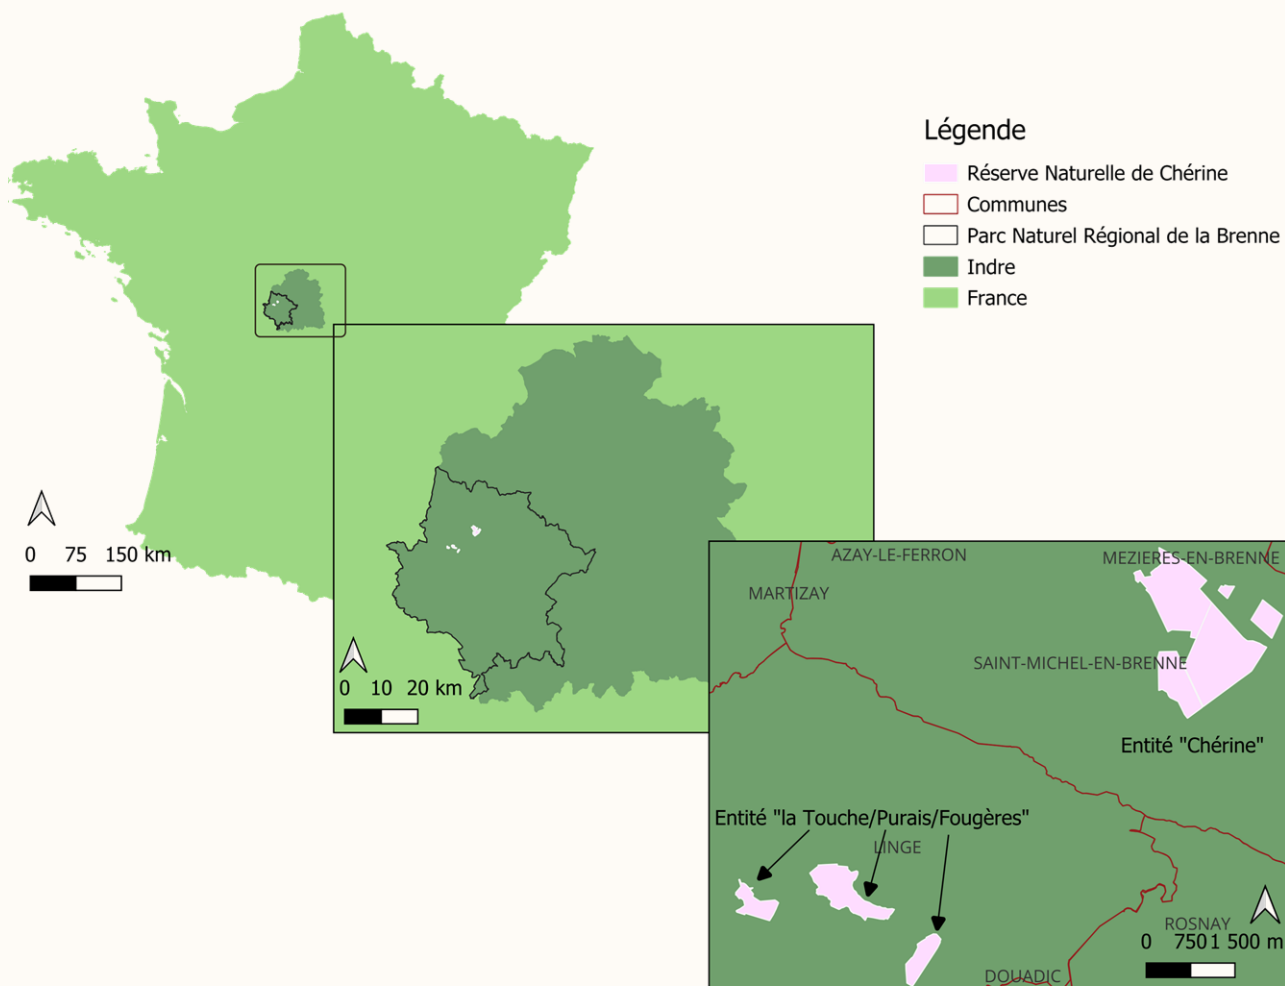 Légende
Réserve Naturelle de Chérine
Communes
Parc Naturel Régional de la Brenne
Indre
France
0 75 150 km
0 10 20 km
AZAY-LE-FERRON
MEZIERES-EN-BRENNE
MARTIZAY
SAINT-MICHEL-EN-BRENNE
Entité "Chérine"
Entité "la Touche/Purais/Fougères"
LINGE
ROSNAY
0 750 1 500 m
DOUADIC